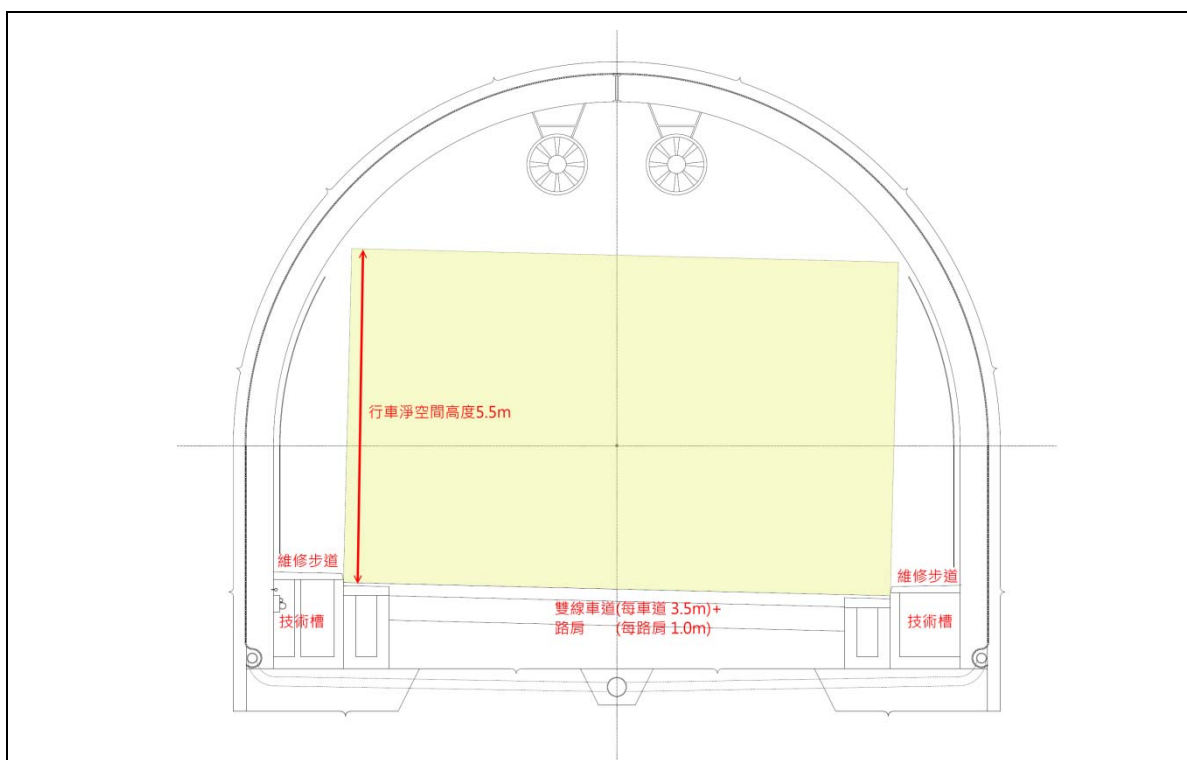 行車淨空間高度5.5m
維修步道
維修步道
技術槽
雙線車道(每車道 3.5m)+
路肩 (每路肩 1.0m)
技術槽